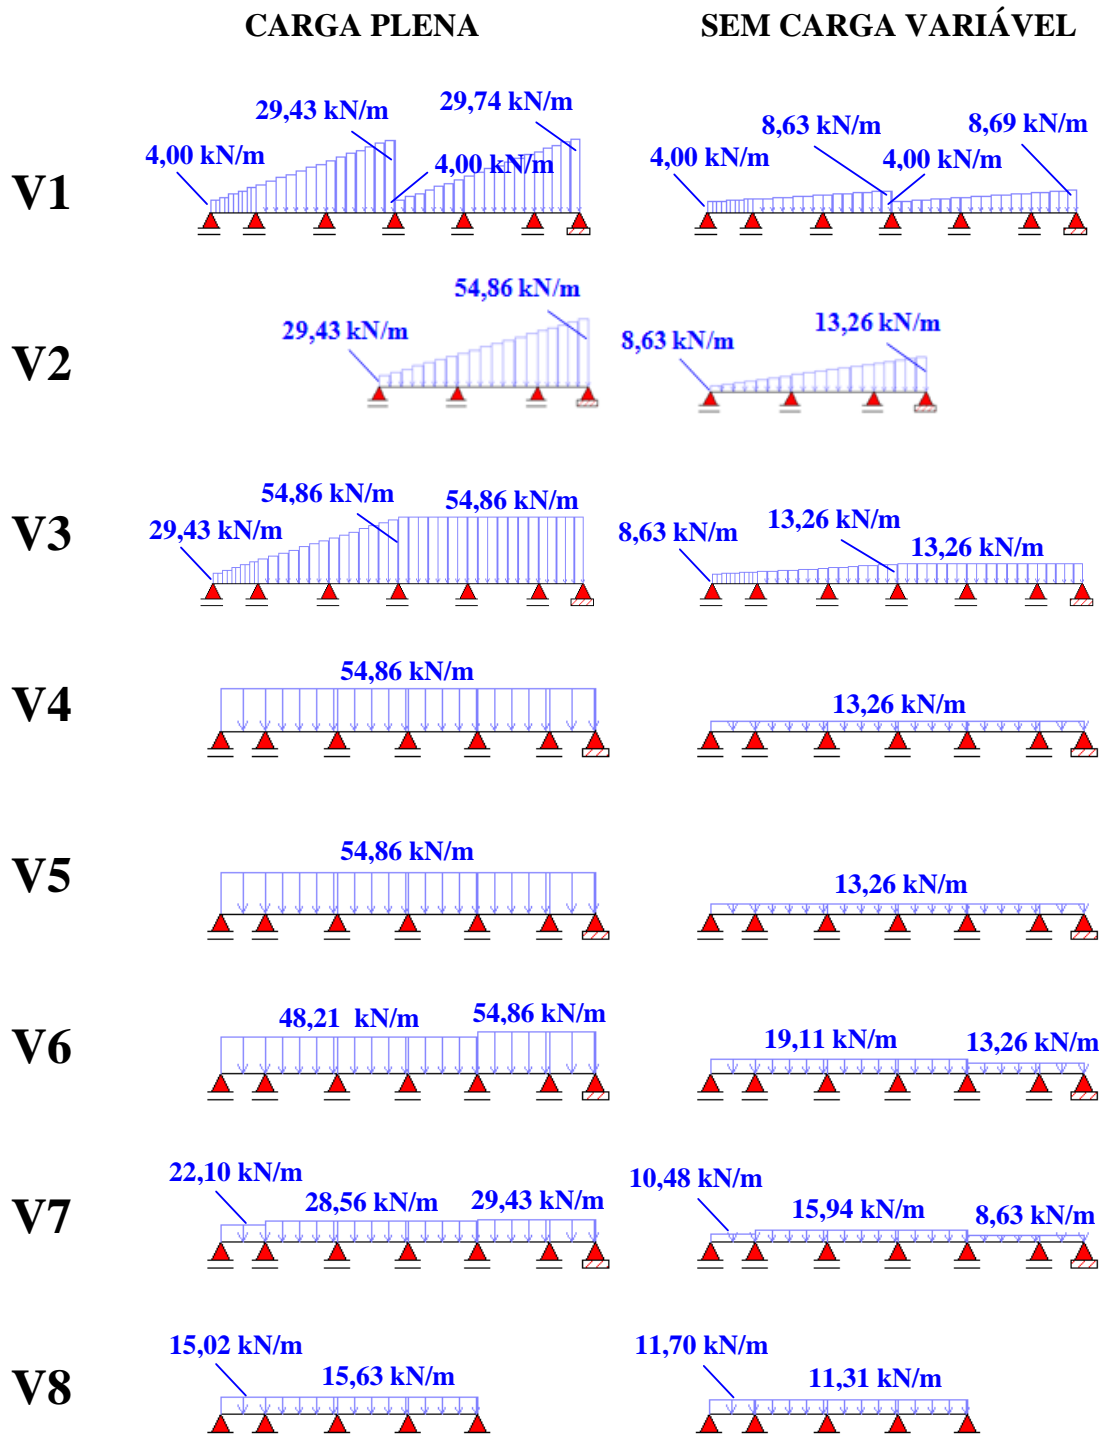 CARGA PLENA SEM CARGA VARIÁVEL
V1
29,43 kN/m
29,74 kN/m
4,00 kN/m
4,00 kN/m
8,63 kN/m
8,69 kN/m
4,00 kN/m
4,00 kN/m
V2
54,86 kN/m
29,43 kN/m
13,26 kN/m
8,63 kN/m
V3
54,86 kN/m
54,86 kN/m
29,43 kN/m
13,26 kN/m
13,26 kN/m
8,63 kN/m
V4
54,86 kN/m
13,26 kN/m
V5
54,86 kN/m
13,26 kN/m
V6
48,21 kN/m
54,86 kN/m
19,11 kN/m
13,26 kN/m
V7
22,10 kN/m
28,56 kN/m
29,43 kN/m
10,48 kN/m
15,94 kN/m
8,63 kN/m
V8
15,02 kN/m
15,63 kN/m
11,70 kN/m
11,31 kN/m